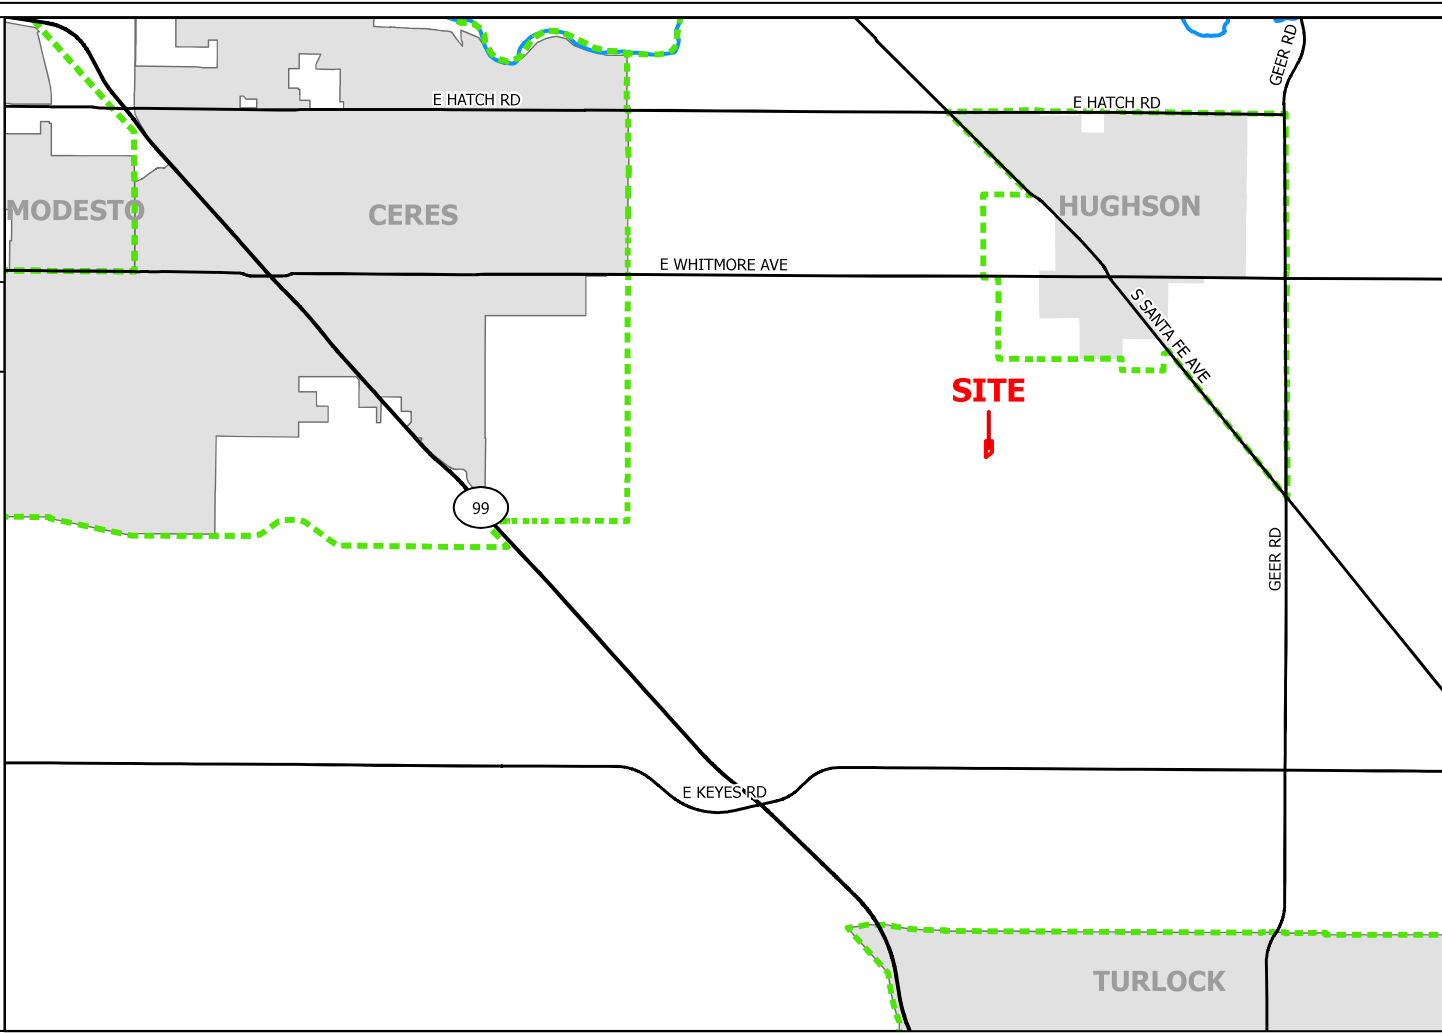 GEER RD
E HATCH RD
E HATCH RD
MODESTO
CERES
HUGHSON
E WHITMORE AVE
S SANTA FE AVE
SITE
99
GEER RD
E KEYES RD
TURLOCK